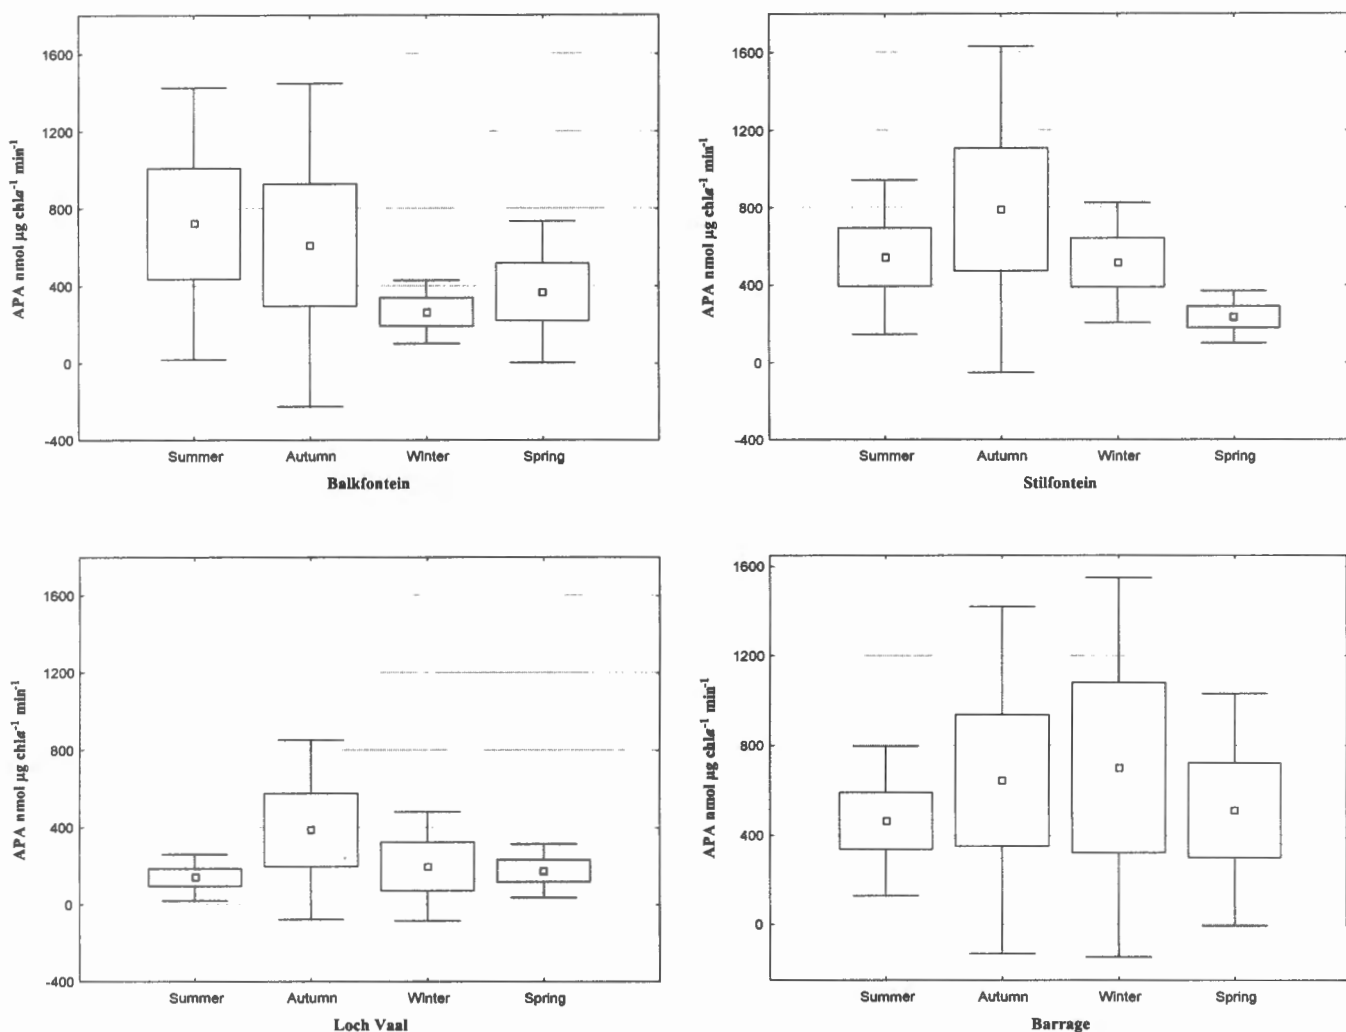 1600
1200
800
400
0
-400
APA nmol µg chla⁻¹ min⁻¹
Summer Autumn Winter Spring
Balkfontein
1600
1200
800
400
0
-400
APA nmol µg chla⁻¹ min⁻¹
Summer Autumn Winter Spring
Stilfontein
1600
1200
800
400
0
-400
APA nmol µg chla⁻¹ min⁻¹
Summer Autumn Winter Spring
Loch Vaal
1600
1200
800
400
0
APA nmol µg chla⁻¹ min⁻¹
Summer Autumn Winter Spring
Barrage